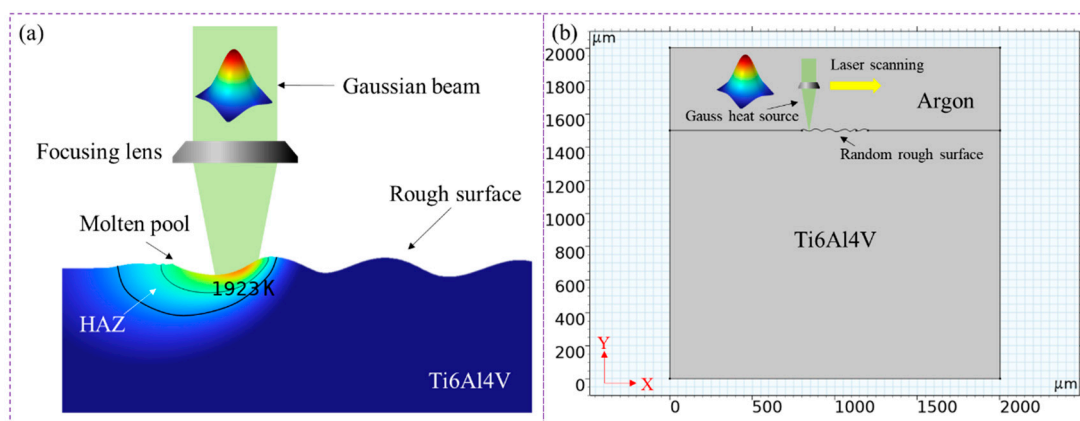 (a)
Gaussian beam
Focusing lens
Rough surface
Molten pool
1923 K
HAZ
Ti6Al4V
(b)
μm
2000
1800
1600
1400
1200
1000
800
600
400
200
0
Laser scanning
Gauss heat source
Argon
Random rough surface
Ti6Al4V
Y
X
μm
0
500
1000
1500
2000